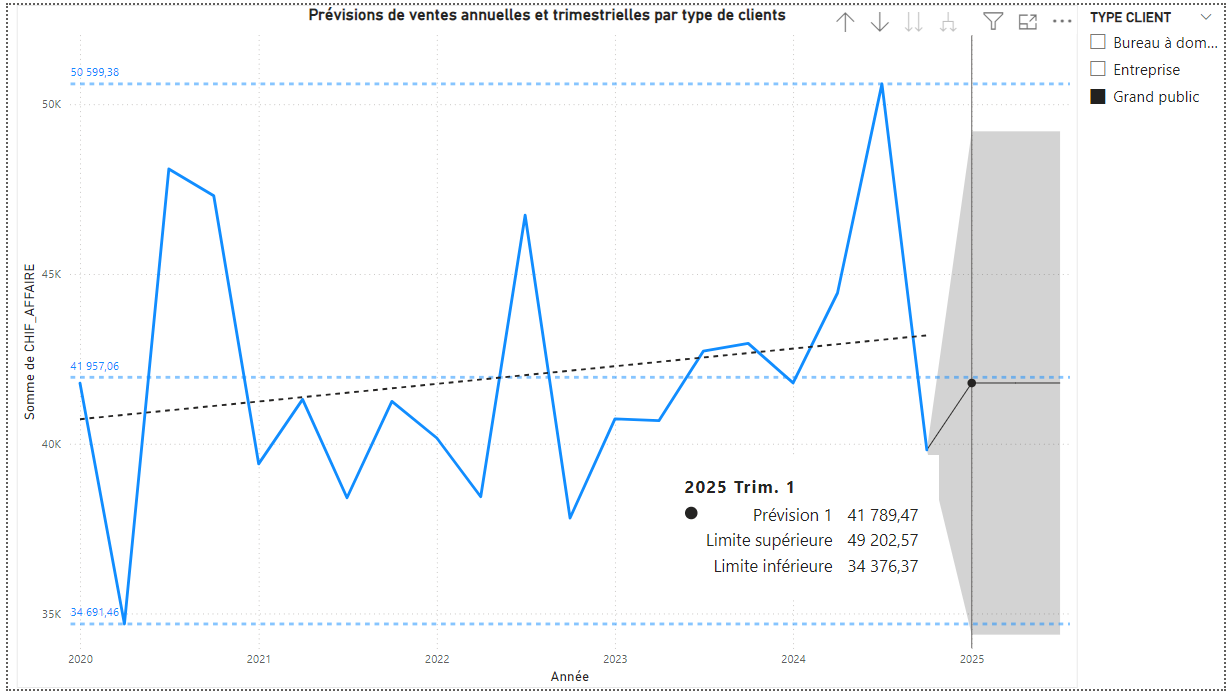 Prévisions de ventes annuelles et trimestrielles par type de clients
TYPE CLIENT
Bureau à dom...
Entreprise
Grand public
50 599,38
50K
45K
41 957,06
40K
35K
34 691,46
Somme de CHIF_AFFAIRE
2025 Trim. 1
Prévision 1 41 789,47
Limite supérieure 49 202,57
Limite inférieure 34 376,37
2020 2021 2022 2023 2024 2025
Année